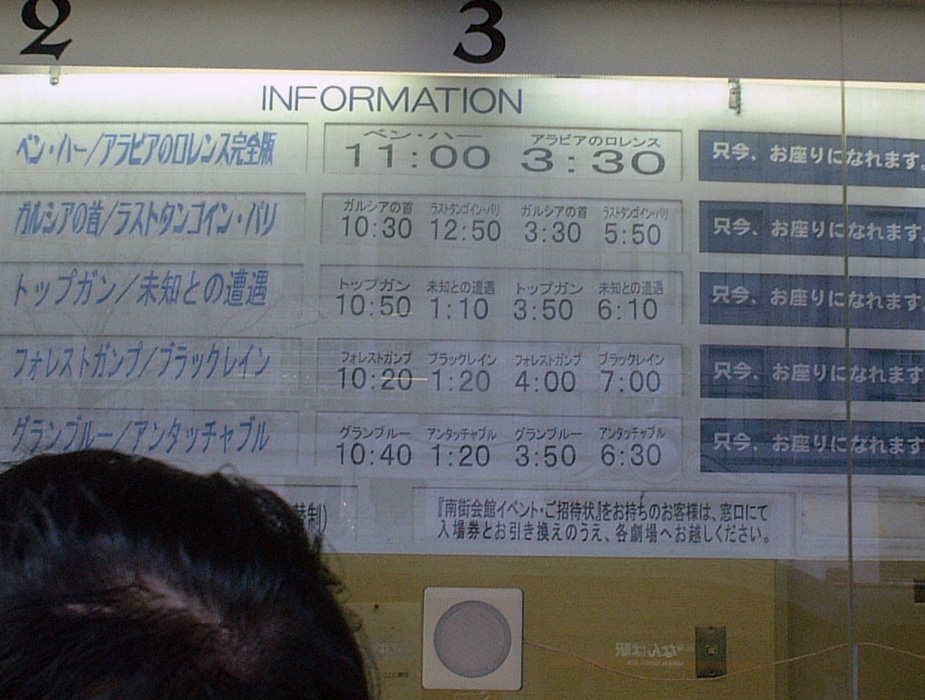 2
3
INFORMATION
ベン・ハー/アラビアのロレンス完全版
ベン・ハー アラビアのロレンス
11:00 3:30
只今、お座りになれます。
ガルシアの首/ラストタンゴイン・パリ
ガルシアの首 ラストタンゴイン・パリ ガルシアの首 ラストタンゴイン・パリ
10:30 12:50 3:30 5:50
只今、お座りになれます。
トップガン/未知との遭遇
トップガン 未知との遭遇 トップガン 未知との遭遇
10:50 1:10 3:50 6:10
只今、お座りになれます。
フォレストガンプ/ブラックレイン
フォレストガンプ ブラックレイン フォレストガンプ ブラックレイン
10:20 1:20 4:00 7:00
只今、お座りになれます
グランブルー/アンタッチャブル
グランブルー アンタッチャブル グランブルー アンタッチャブル
10:40 1:20 3:50 6:30
只今、お座りになれます
替制)
『南街会館イベント・ご招待状』をお持ちのお客様は、窓口にて
入場券とお引き換えのうえ、各劇場へお越しください。
なんば駅